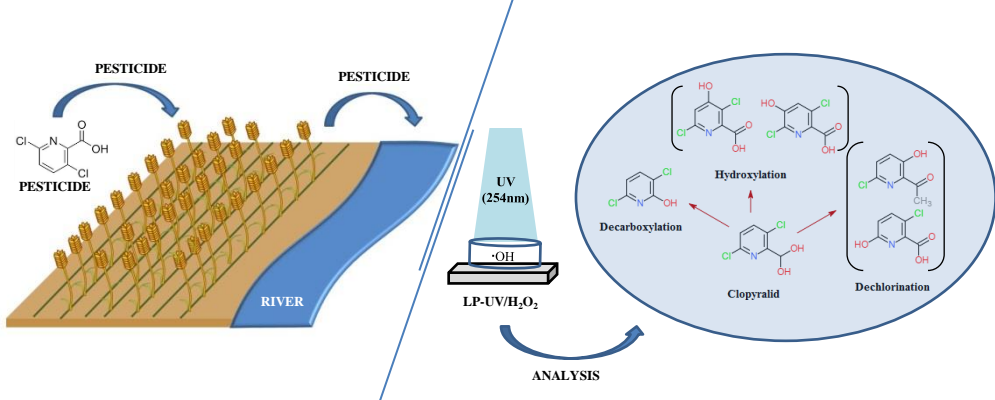 PESTICIDE
PESTICIDE
Cl
N
O
OH
Cl
PESTICIDE
RIVER
UV
(254nm)
·OH
LP-UV/H₂O₂
ANALYSIS
HO
Cl
Cl
N
O
OH
HO
Cl
Cl
N
O
OH
Hydroxylation
Cl
Cl
N
OH
Decarboxylation
Cl
Cl
N
OH
OH
Clopyralid
OH
Cl
N
O
CH₃
Cl
HO
N
O
OH
Dechlorination